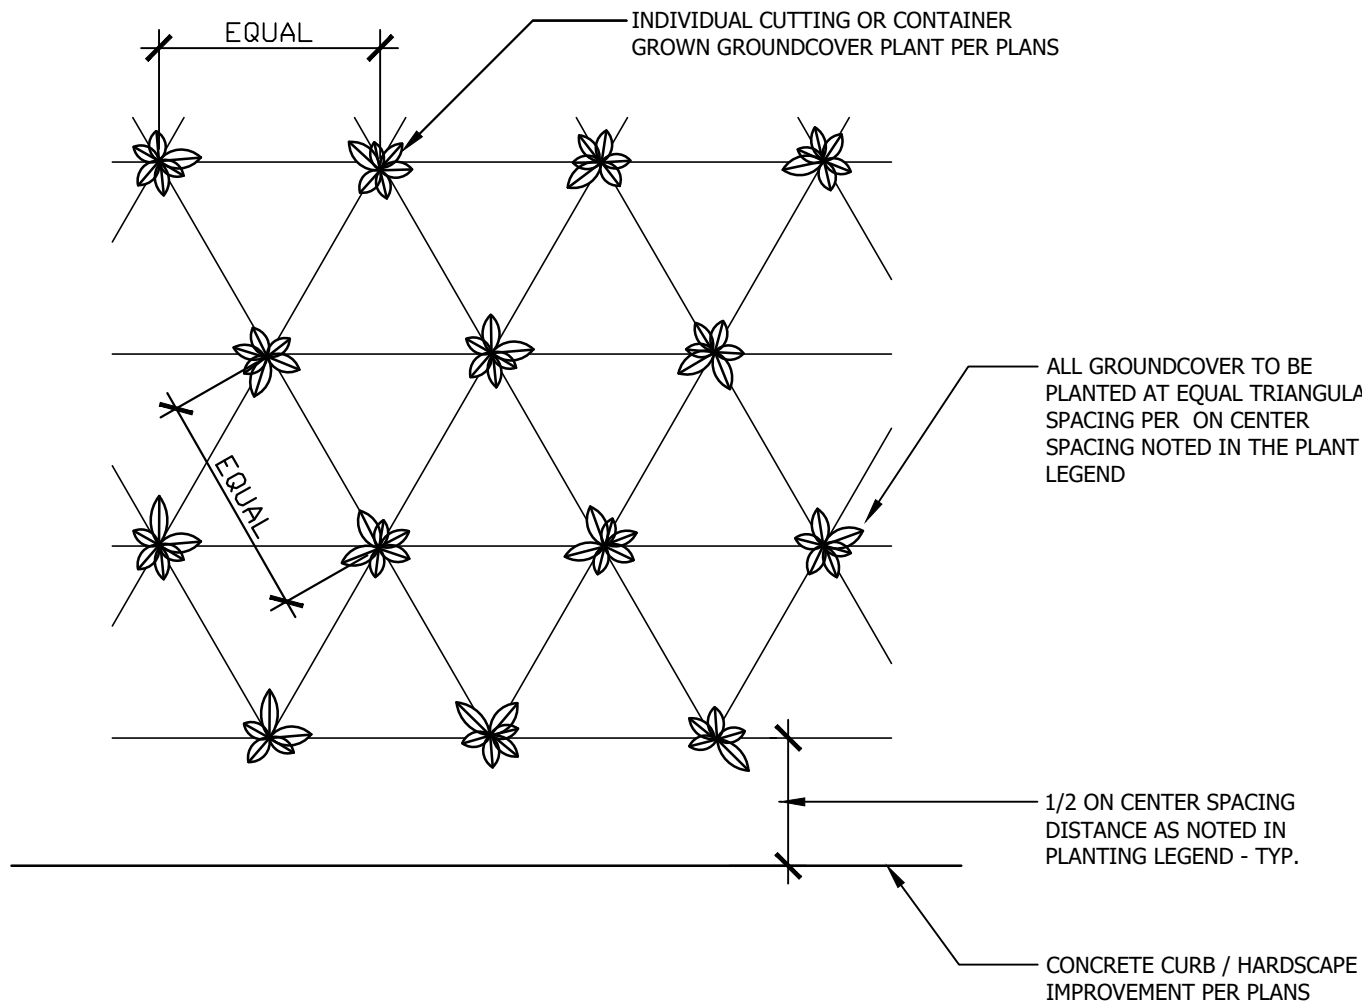 EQUAL
INDIVIDUAL CUTTING OR CONTAINER
GROWN GROUNDCOVER PLANT PER PLANS
ALL GROUNDCOVER TO BE
PLANTED AT EQUAL TRIANGULA
SPACING PER ON CENTER
SPACING NOTED IN THE PLANT
LEGEND
EQUAL
1/2 ON CENTER SPACING
DISTANCE AS NOTED IN
PLANTING LEGEND - TYP.
CONCRETE CURB / HARDSCAPE
IMPROVEMENT PER PLANS